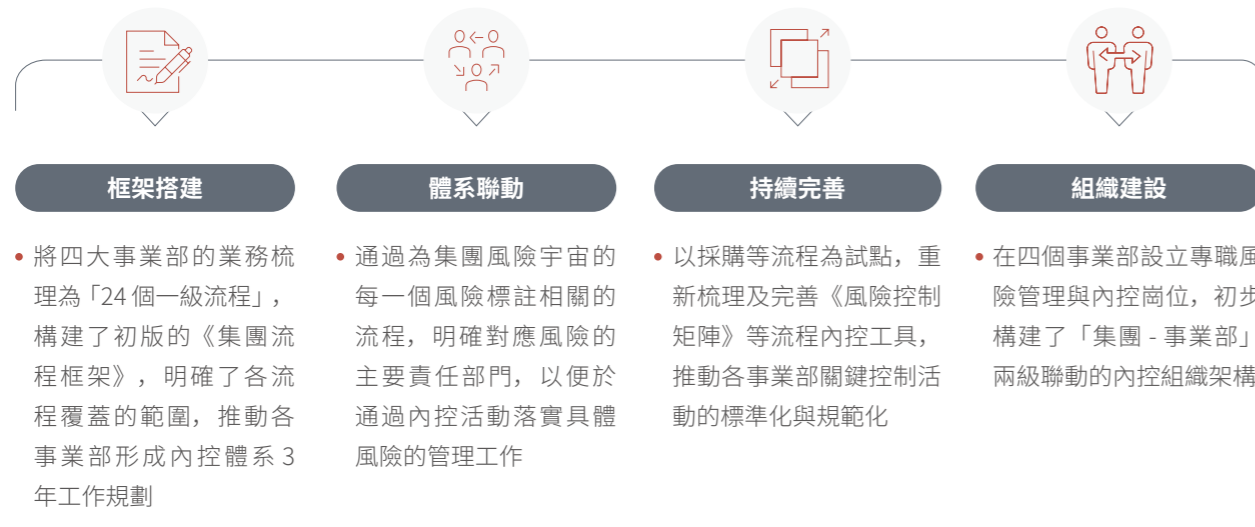 框架搭建
將四大事業部的業務梳
理為「24 個一級流程」，
構建了初版的《集團流
程框架》，明確了各流
程覆蓋的範圍，推動各
事業部形成內控體系 3
年工作規劃
體系聯動
通過為集團風險宇宙的
每一個風險標註相關的
流程，明確對應風險的
主要責任部門，以便於
通過內控活動落實具體
風險的管理工作
持續完善
以採購等流程為試點，重
新梳理及完善《風險控制
矩陣》等流程內控工具，
推動各事業部關鍵控制活
動的標準化與規範化
組織建設
在四個事業部設立專職風
險管理與內控崗位，初步
構建了「集團 - 事業部」
兩級聯動的內控組織架構